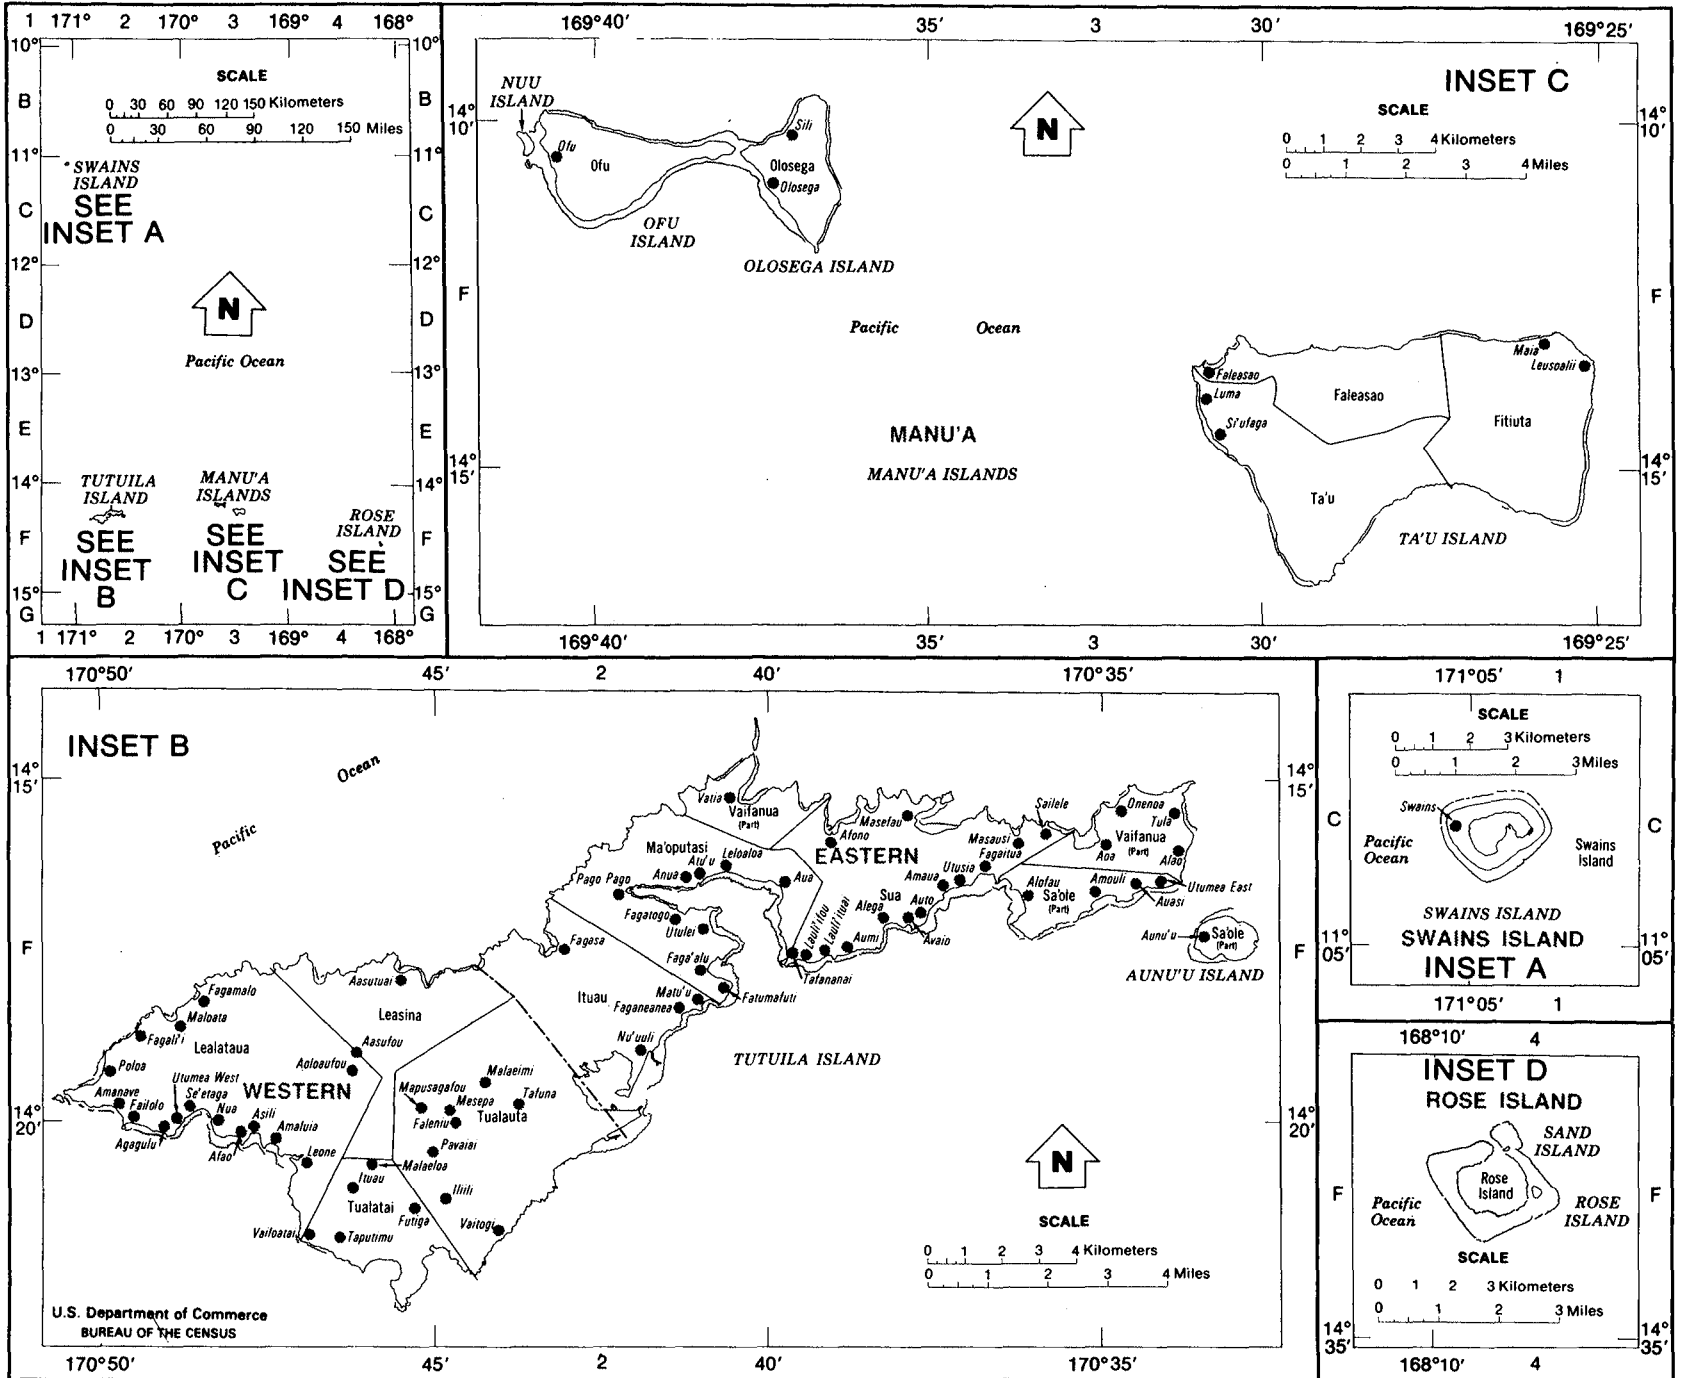 1 171° 2 170° 3 169° 4 168°
10° 10°
SCALE
0 30 60 90 120 150 Kilometers
0 30 60 90 120 150 Miles
B B
11° 11°
SWAINS
ISLAND
SEE
INSET A
C C
12° 12°
N
D D
Pacific Ocean
13° 13°
E E
14° 14°
TUTUILA
ISLAND
SEE
INSET
B
MANU'A
ISLANDS
SEE
INSET
C
ROSE
ISLAND
SEE
INSET D
F F
15° 15°
G G
1 171° 2 170° 3 169° 4 168°
169°40' 35' 3 30' 169°25'
INSET C
SCALE
0 1 2 3 4 Kilometers
0 1 2 3 4 Miles
14°
10'
14°
10'
N
NUU
ISLAND
Ofu
Ofu
OFU
ISLAND
Sili
Olosega
Olosega
OLOSEGA ISLAND
F F
Pacific Ocean
MANU'A
MANU'A ISLANDS
Maia
Leusoalii
Faleasao
Luma
Si'ufaga
Faleasao
Fitiuta
Ta'u
TA'U ISLAND
14°
15'
14°
15'
169°40' 35' 3 30' 169°25'
170°50' 45' 2 40' 170°35'
INSET B
14°
15'
14°
15'
Pacific Ocean
Vatia
Vaifanua
(Part)
Afono
Masefau
Sailele
Masausi
Fagaitua
Onenoa
Tula
Vaifanua
(Part)
Aoa
Alao
EASTERN
Ma'oputasi
Atu'u
Leloaloa
Anua
Aua
Pago Pago
Fagatogo
Utulei
Faga'alu
Fagasa
Utusia
Amaua
Sua
Auto
Alega
Avaio
Aumi
Lauli'ituai
Lauli'ifou
Tafananai
Alofau
Sa'ole
(Part)
Amouli
Auasi
Utumea East
Aunu'u
Sa'ole
(Part)
AUNU'U ISLAND
F F
Matu'u
Fatumafuti
Ituau
Faganeanea
Nu'uuli
TUTUILA ISLAND
Aasutuai
Leasina
Fagamalo
Maloata
Fagali'i
Lealataua
Poloa
Aasufou
Aoloaufou
WESTERN
Utumea West
Se'etaga
Amanave
Failolo
Agagulu
Nua
Afao
Asili
Amaluia
Leone
Malaeimi
Mapusagafou
Mesepa
Tafuna
Tualauta
Faleniu
Pavaiai
Malaeloa
Ituau
Tualatai
Iliili
Futiga
Vaitogi
Vailoatai
Taputimu
14°
20'
14°
20'
N
SCALE
0 1 2 3 4 Kilometers
0 1 2 3 4 Miles
U.S. Department of Commerce
BUREAU OF THE CENSUS
170°50' 45' 2 40' 170°35'
171°05' 1
SCALE
0 1 2 3 Kilometers
0 1 2 3 Miles
C C
Swains
Pacific
Ocean
Swains
Island
SWAINS ISLAND
SWAINS ISLAND
INSET A
11°
05'
11°
05'
171°05' 1
168°10' 4
INSET D
ROSE ISLAND
SAND
ISLAND
Rose
Island
F F
Pacific
Ocean
ROSE
ISLAND
SCALE
0 1 2 3 Kilometers
0 1 2 3 Miles
14°
35'
14°
35'
168°10' 4